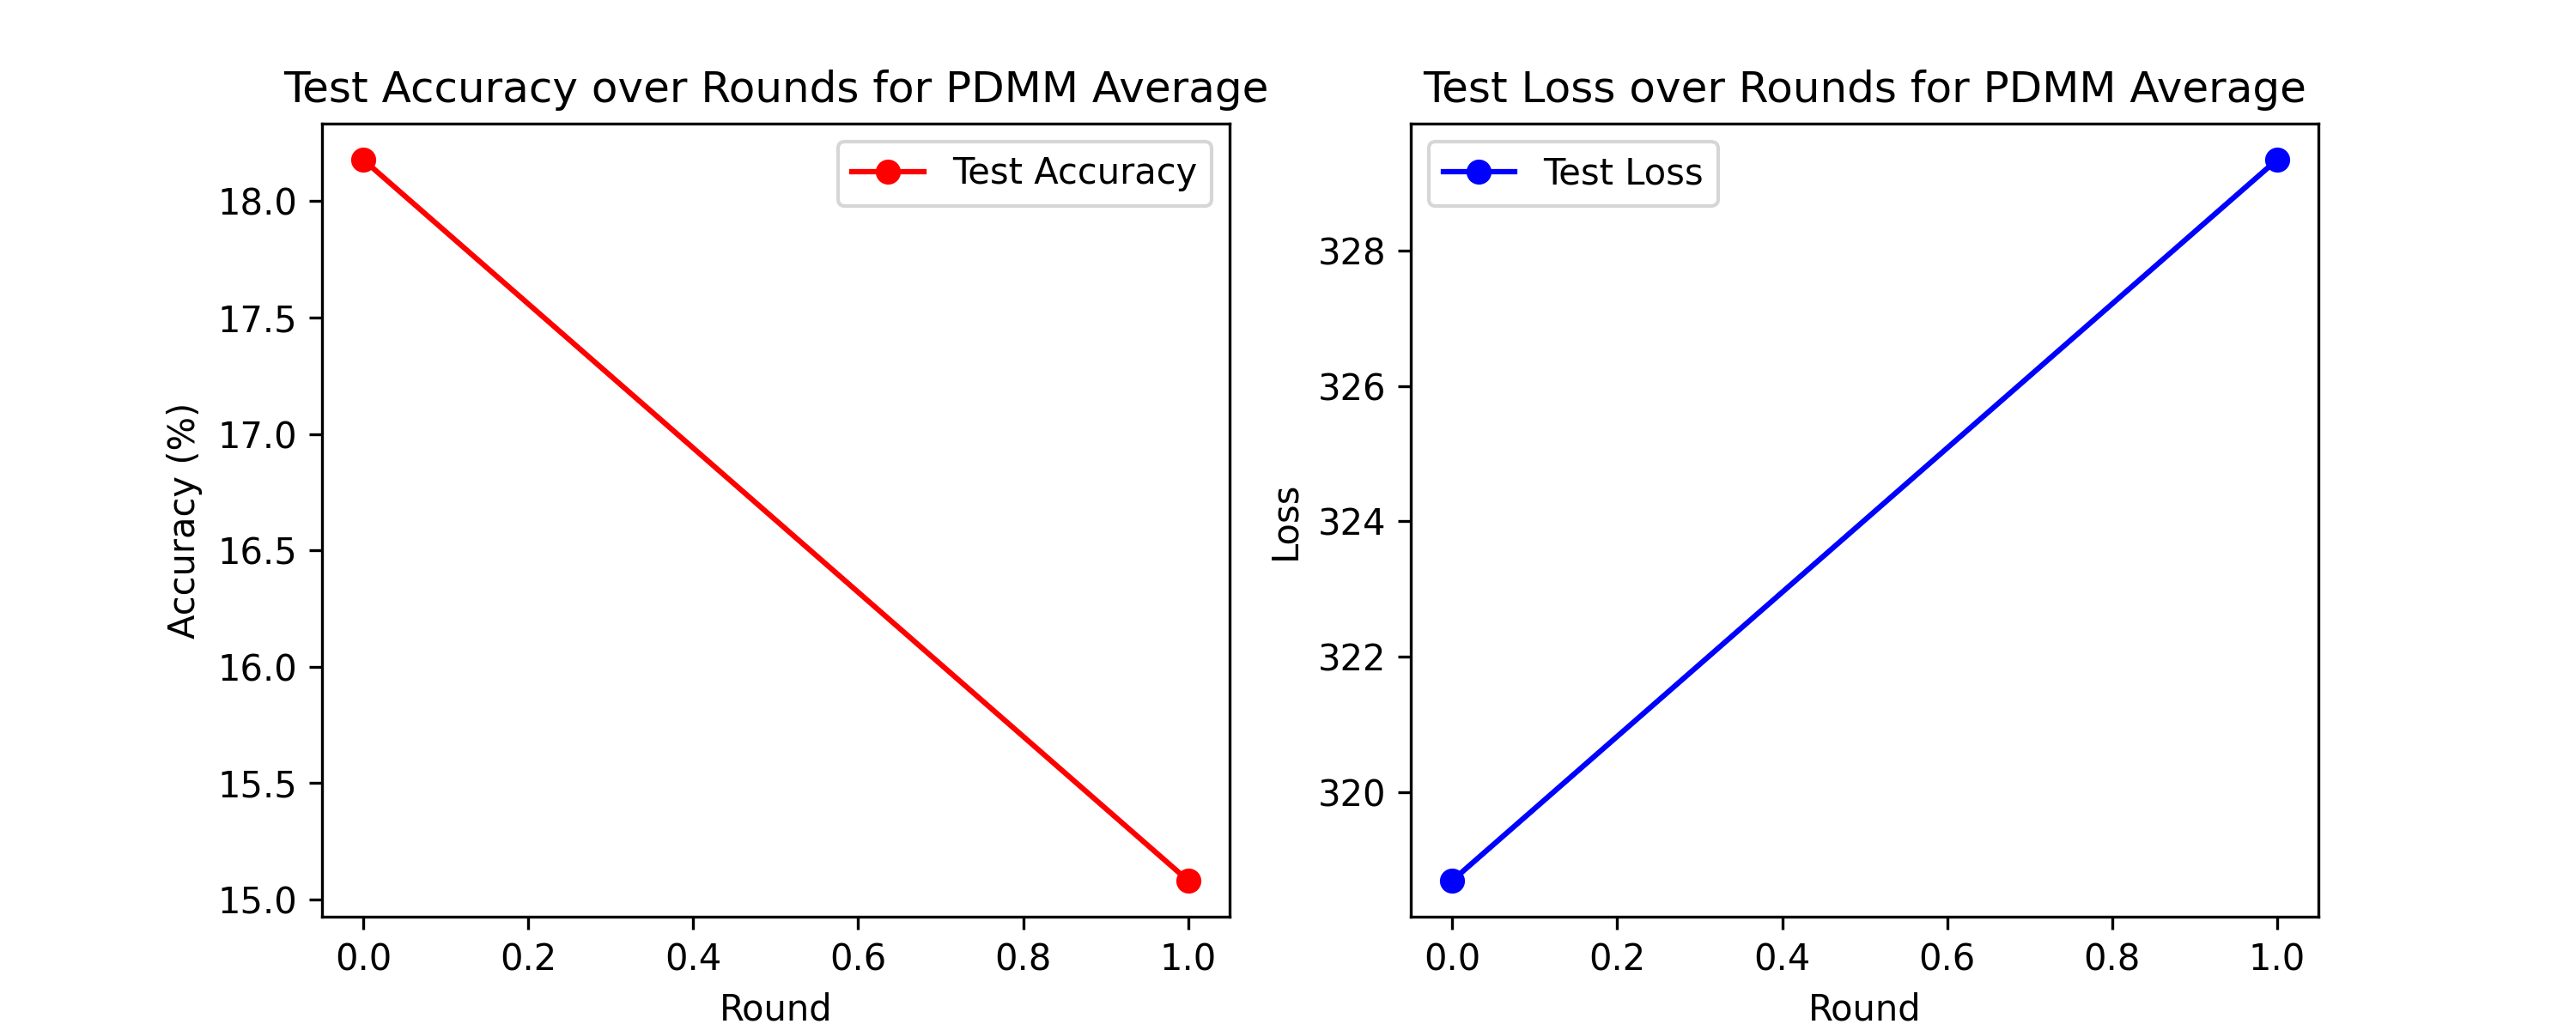 Test Accuracy over Rounds for PDMM Average
Test Accuracy
18.0
17.5
17.0
16.5
16.0
15.5
15.0
Accuracy (%)
0.0 0.2 0.4 0.6 0.8 1.0
Round
Test Loss over Rounds for PDMM Average
Test Loss
328
326
324
322
320
Loss
0.0 0.2 0.4 0.6 0.8 1.0
Round